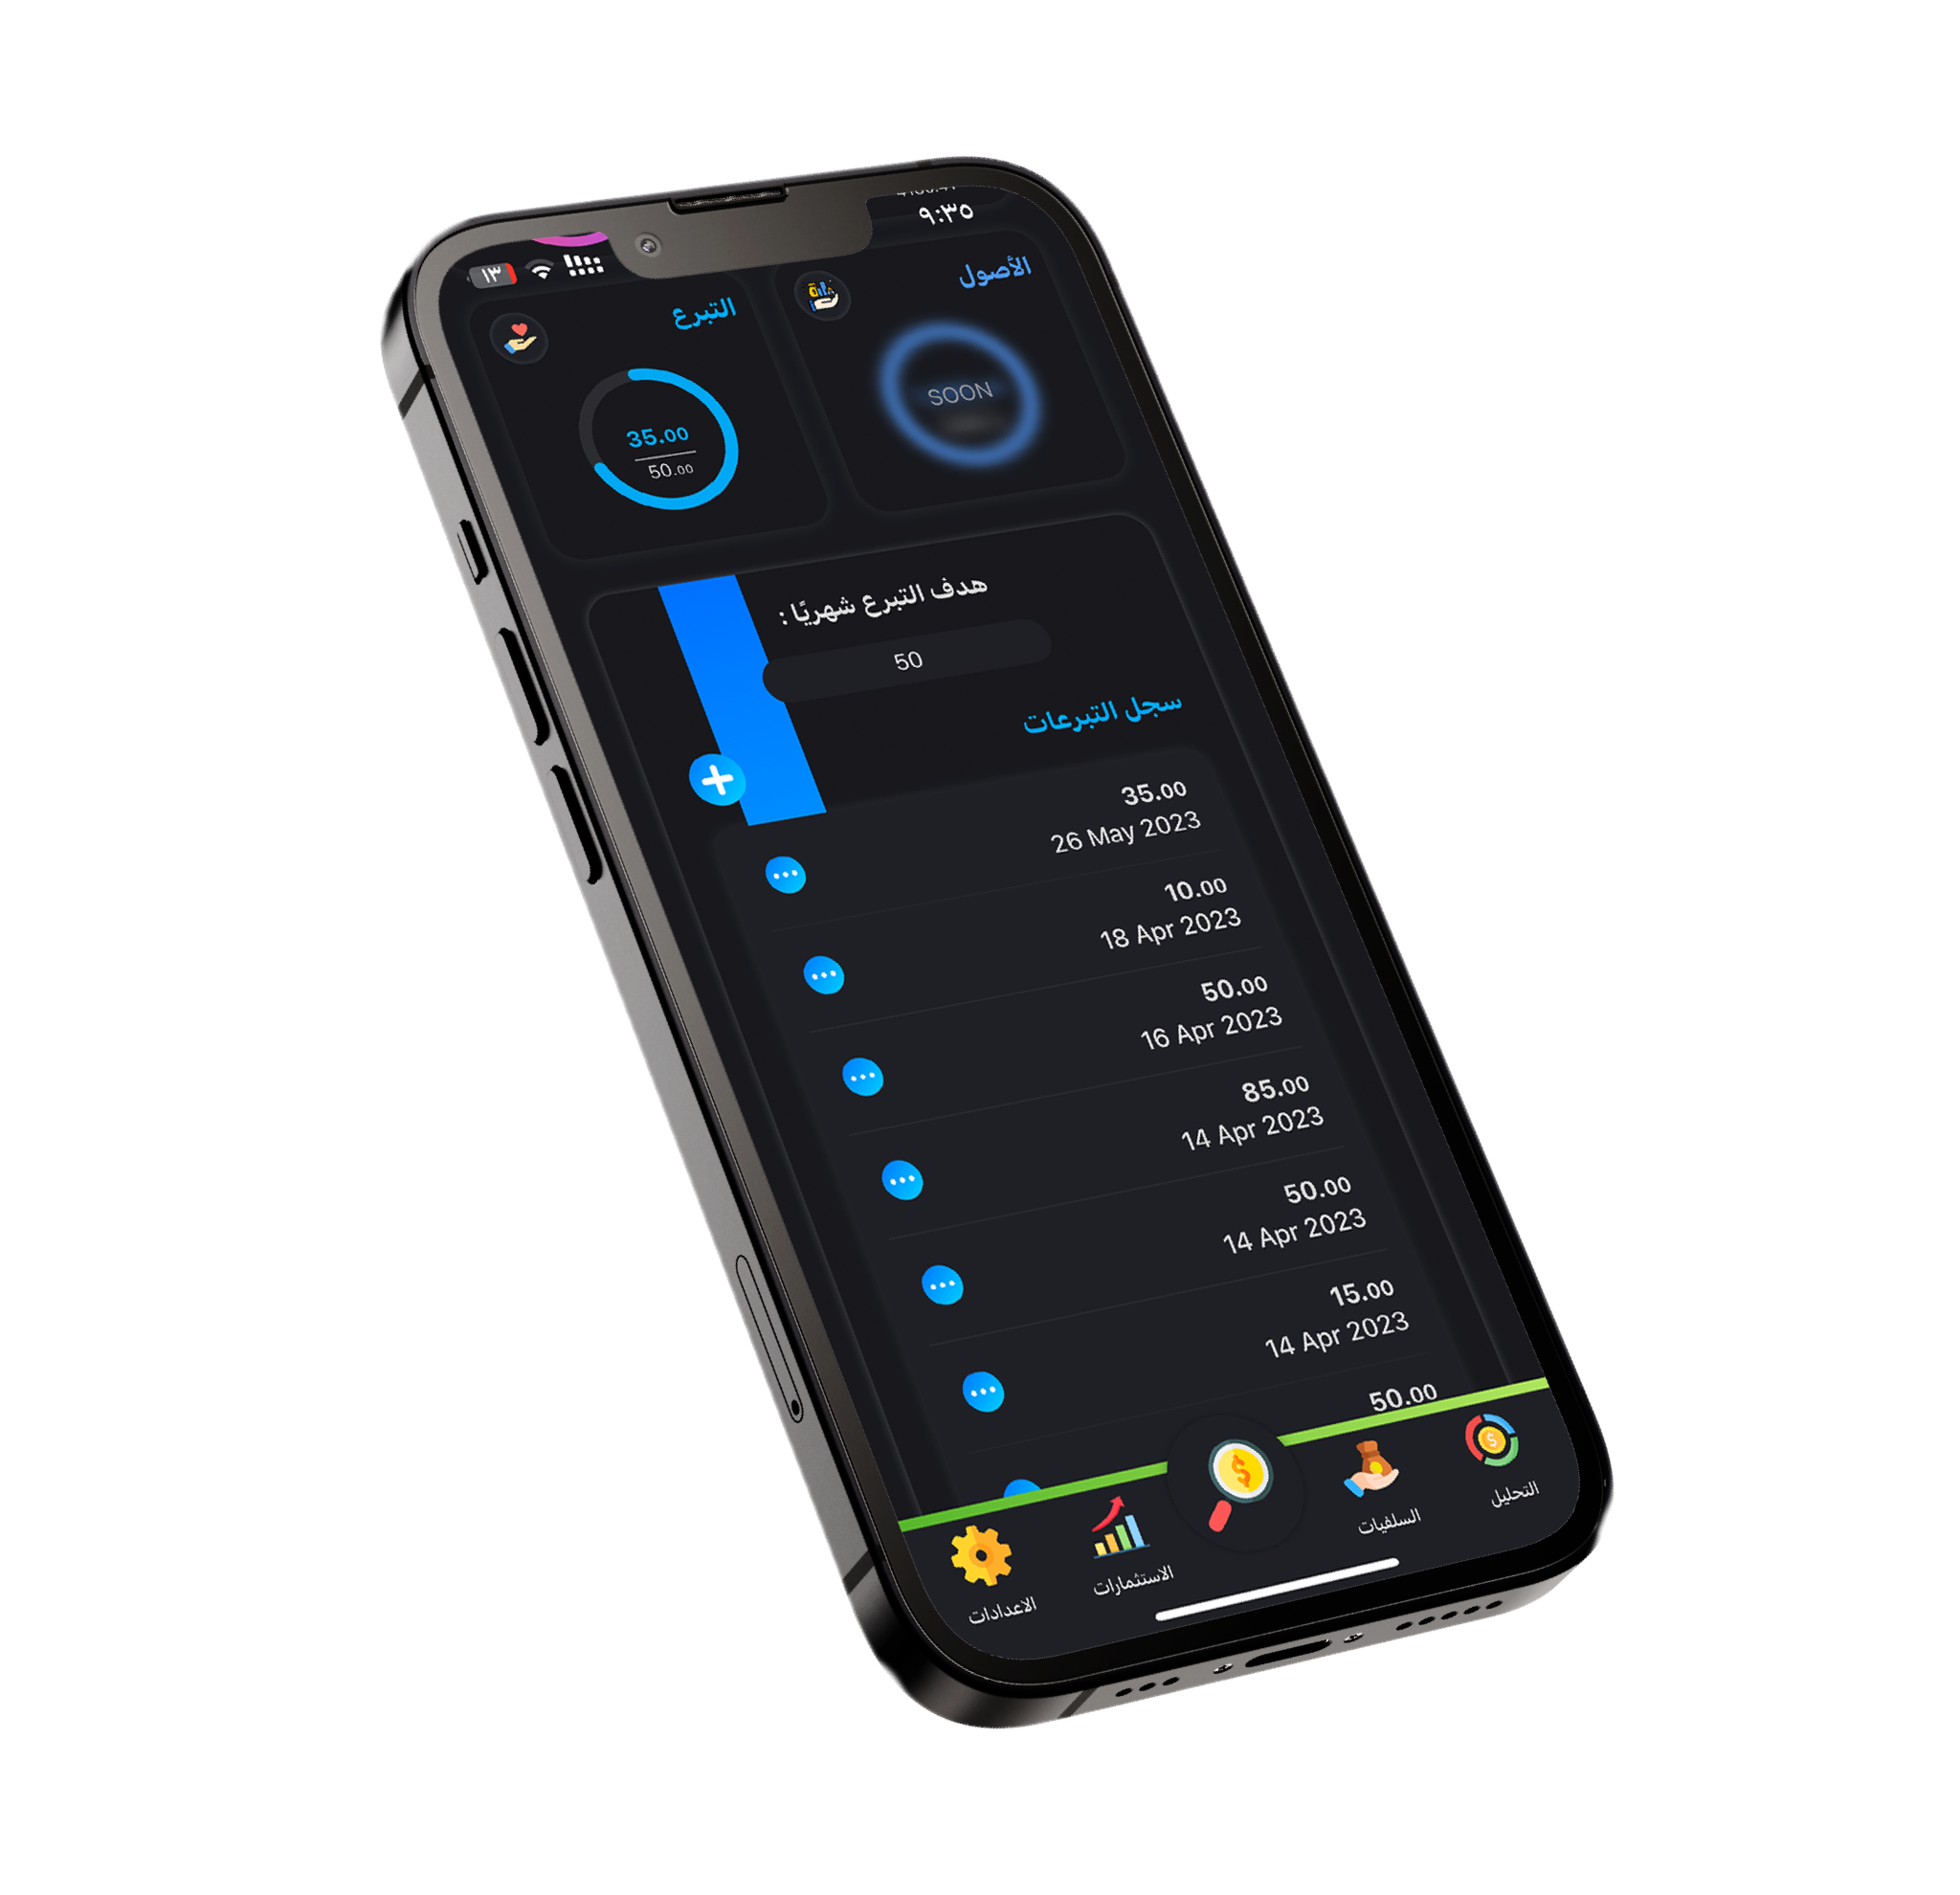 ٩:٣٥
١٣
الأصول
SOON
التبرع
35.00
50.00
هدف التبرع شهريًا :
50
سجل التبرعات
35.00
26 May 2023
10.00
18 Apr 2023
50.00
16 Apr 2023
85.00
14 Apr 2023
50.00
14 Apr 2023
15.00
14 Apr 2023
50.00
التحليل
السلفيات
الاستثمارات
الاعدادات